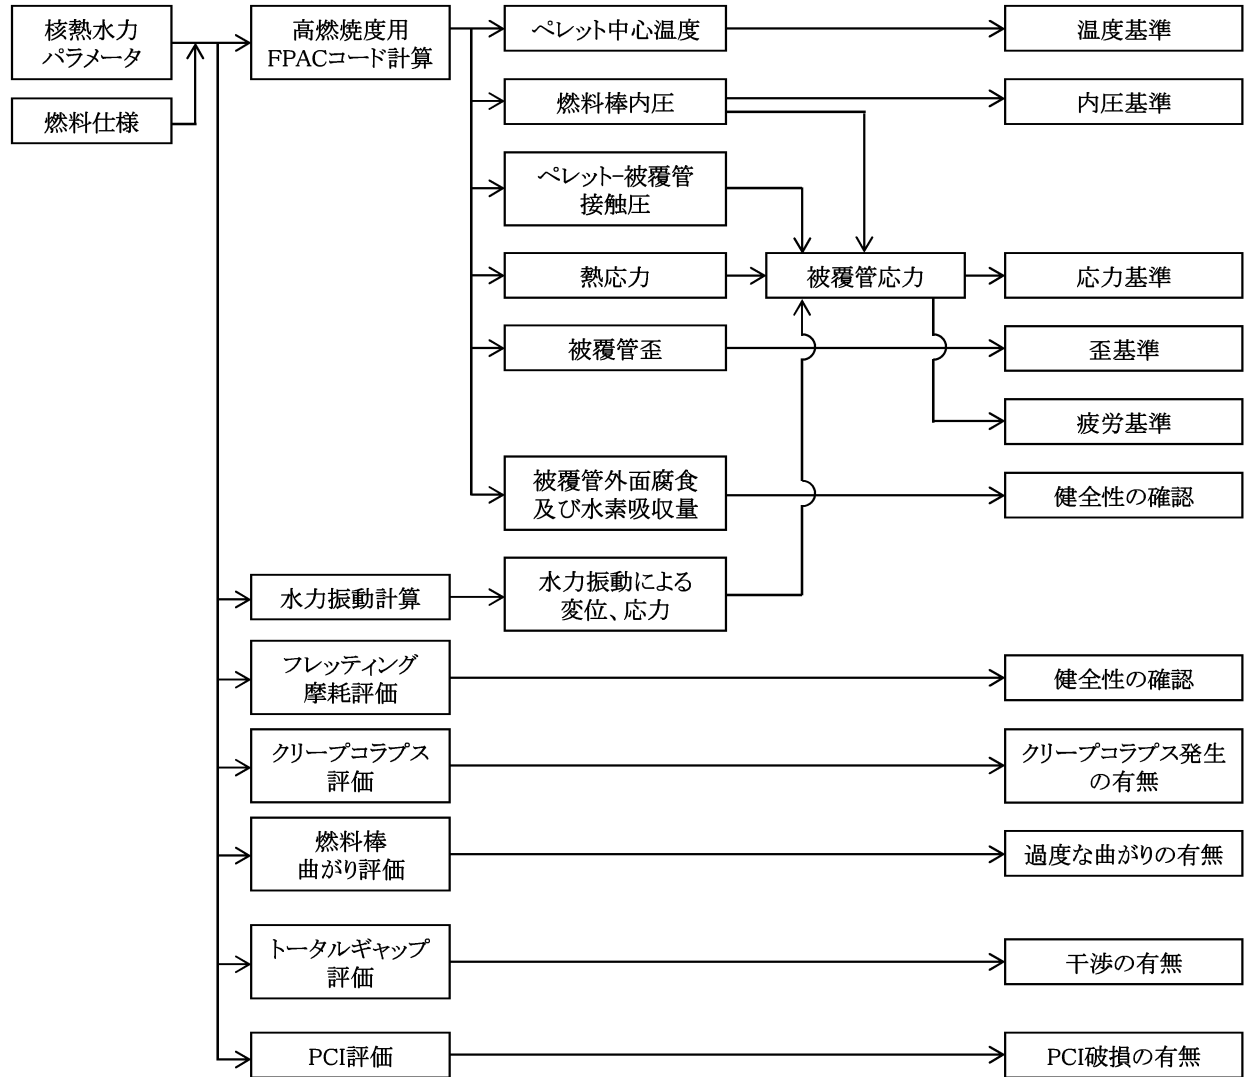 核熱水力
パラメータ
燃料仕様
高燃焼度用
FPACコード計算
ペレット中心温度
温度基準
燃料棒内圧
内圧基準
ペレット−被覆管
接触圧
熱応力
被覆管応力
応力基準
被覆管歪
歪基準
疲労基準
被覆管外面腐食
及び水素吸収量
健全性の確認
水力振動計算
水力振動による
変位、応力
フレッティング
摩耗評価
健全性の確認
クリープコラプス
評価
クリープコラプス発生
の有無
燃料棒
曲がり評価
過度な曲がりの有無
トータルギャップ
評価
干渉の有無
PCI評価
PCI破損の有無